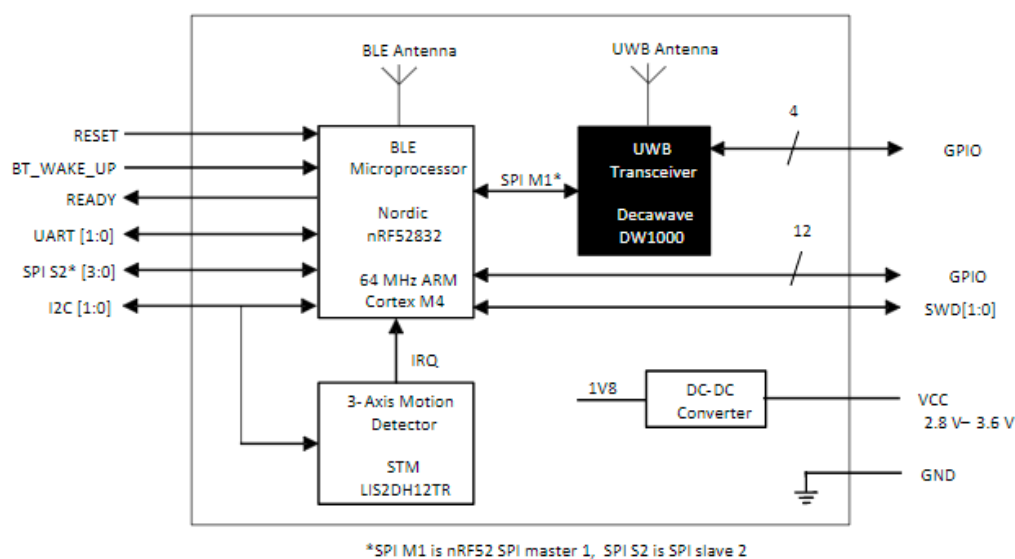 BLE Antenna
UWB Antenna
RESET
BT_WAKE_UP
READY
UART [1:0]
SPI S2* [3:0]
I2C [1:0]
BLE
Microprocessor
Nordic
nRF52832
64 MHz ARM
Cortex M4
SPI M1*
UWB
Transceiver
Decawave
DW1000
4
GPIO
12
GPIO
SWD[1:0]
IRQ
3-Axis Motion
Detector
STM
LIS2DH12TR
1V8
DC-DC
Converter
VCC
2.8 V– 3.6 V
GND
*SPI M1 is nRF52 SPI master 1, SPI S2 is SPI slave 2